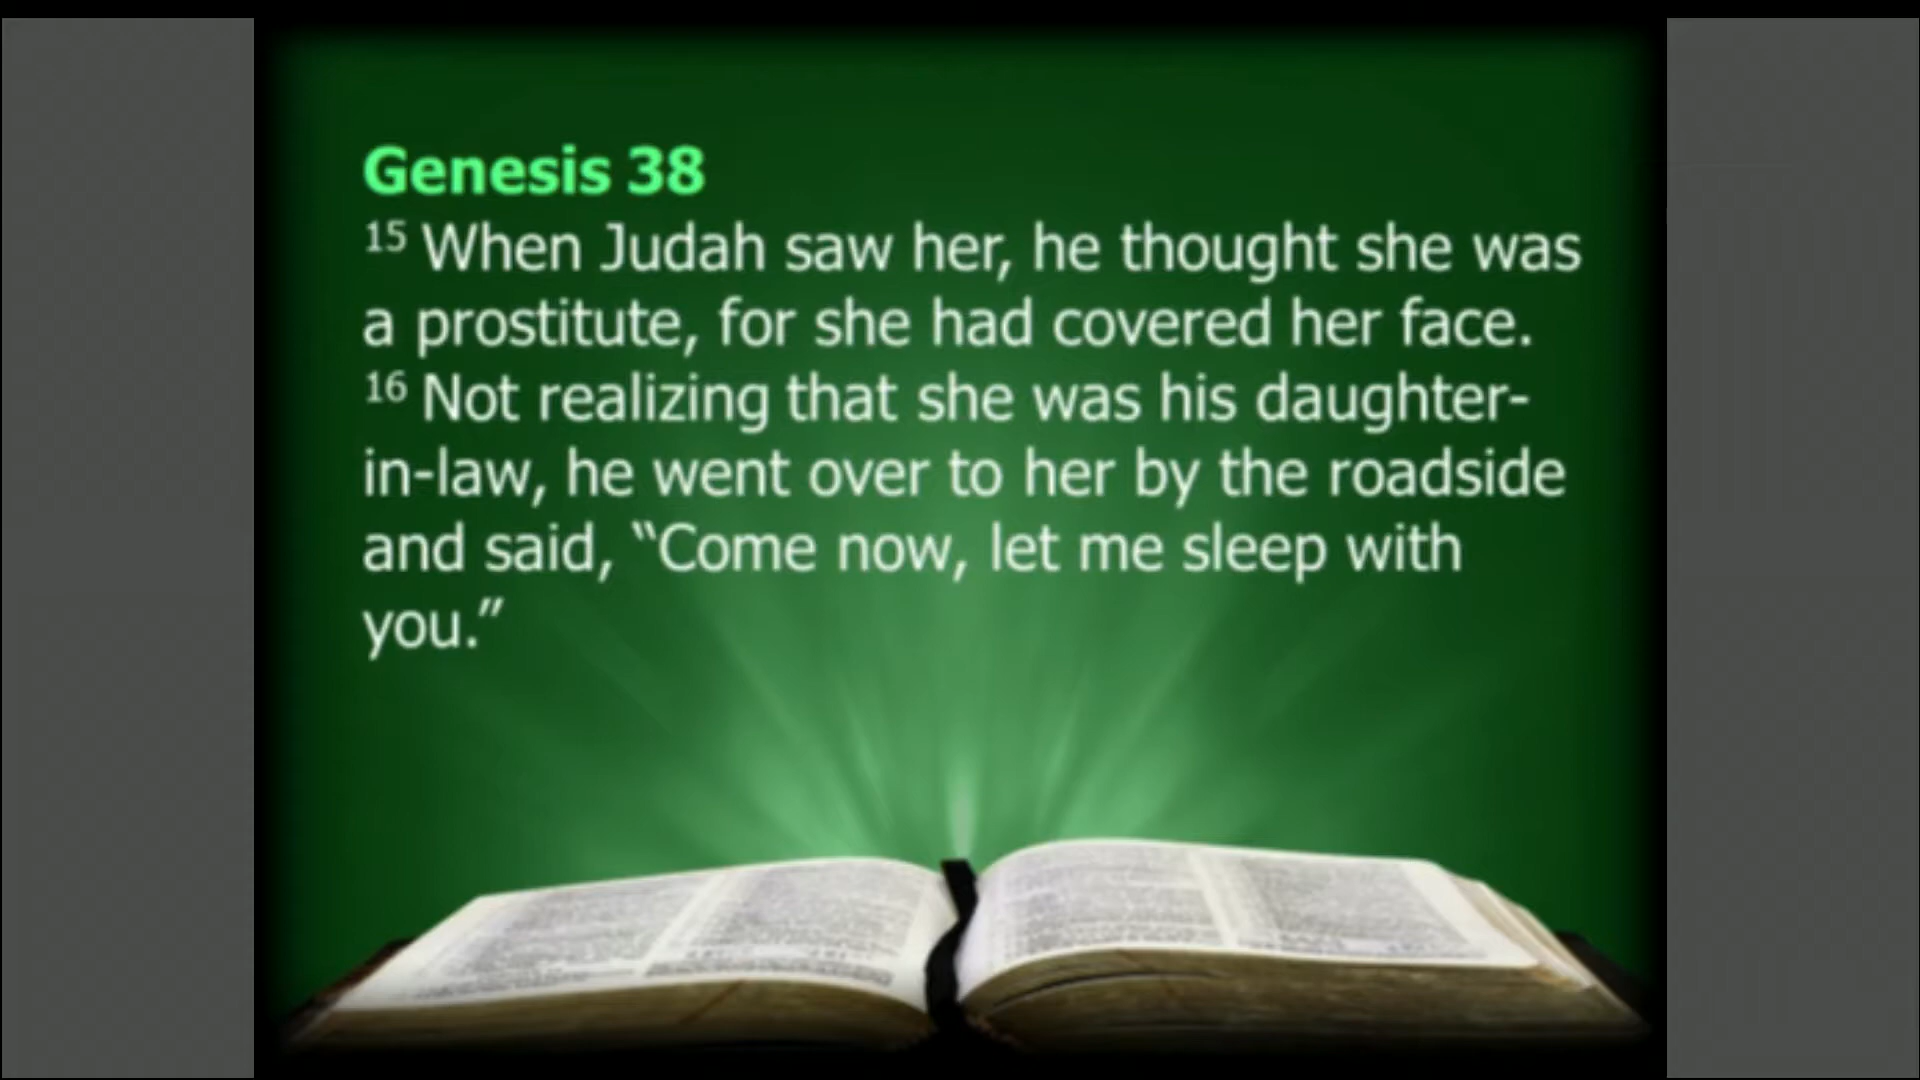 Genesis 38
15 When Judah saw her, he thought she was
a prostitute, for she had covered her face.
16 Not realizing that she was his daughter-
in-law, he went over to her by the roadside
and said, “Come now, let me sleep with
you.”